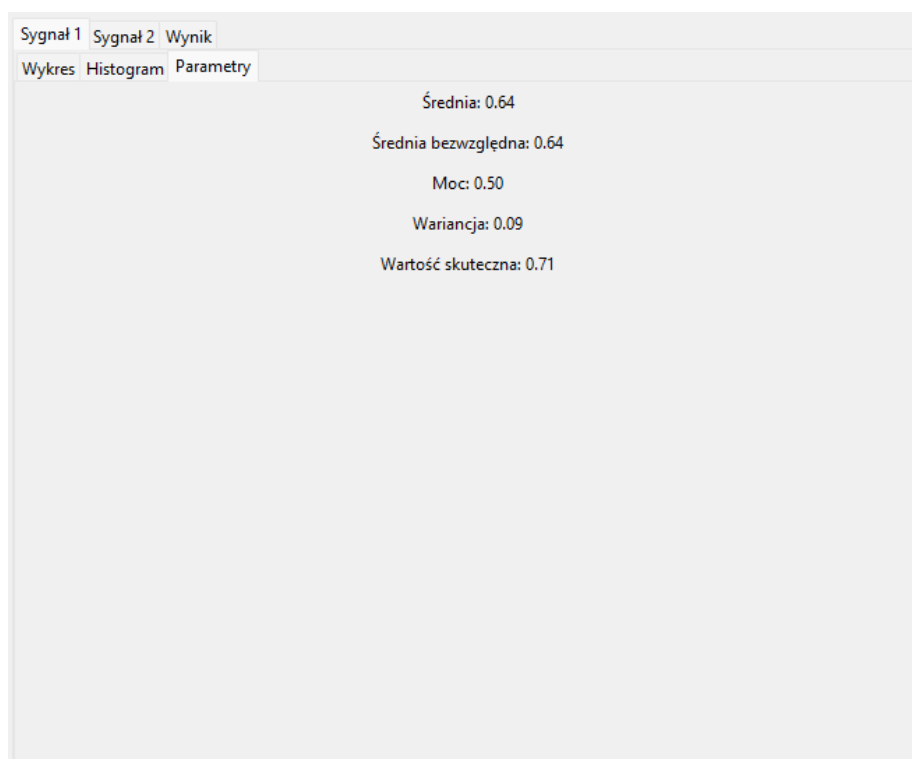 Sygnał 1 Sygnał 2 Wynik
Wykres Histogram Parametry
Średnia: 0.64
Średnia bezwzględna: 0.64
Moc: 0.50
Wariancja: 0.09
Wartość skuteczna: 0.71